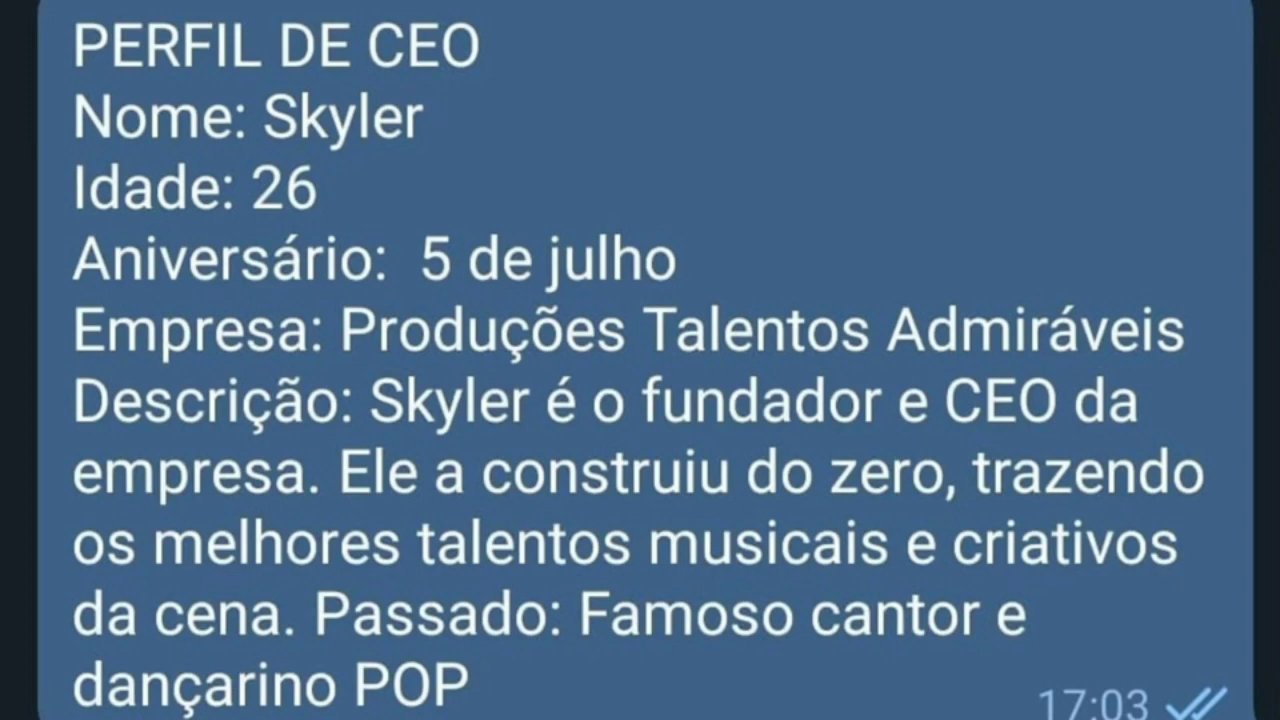 PERFIL DE CEO
Nome: Skyler
Idade: 26
Aniversário:  5 de julho
Empresa: Produções Talentos Admiráveis
Descrição: Skyler é o fundador e CEO da
empresa. Ele a construiu do zero, trazendo
os melhores talentos musicais e criativos
da cena. Passado: Famoso cantor e
dançarino POP
17:03